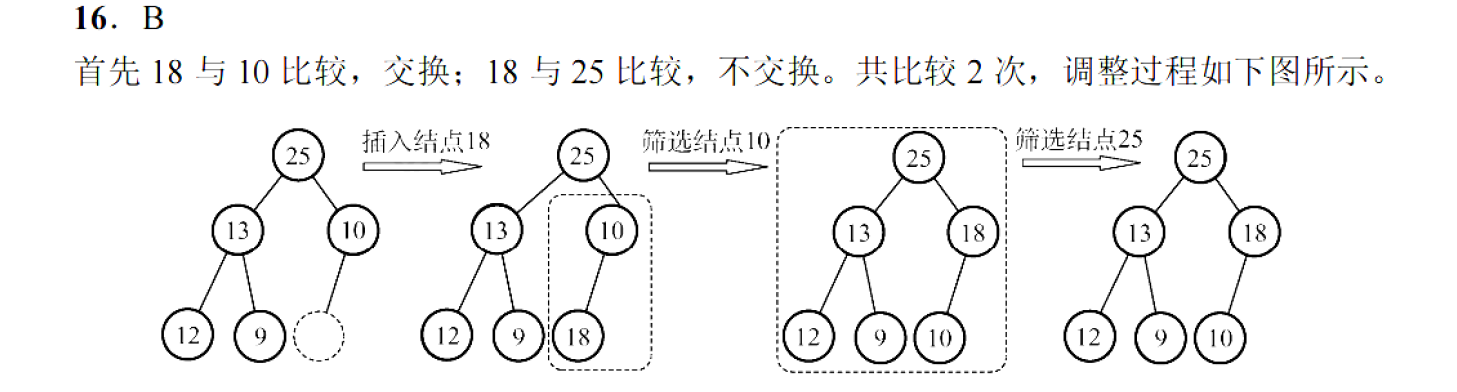 16．B
首先 18 与 10 比较，交换；18 与 25 比较，不交换。共比较 2 次，调整过程如下图所示。
插入结点18 筛选结点10 筛选结点25
25 25 25 25
13 10 13 10 13 18 13 18
12 9 12 9 18 12 9 10 12 9 10